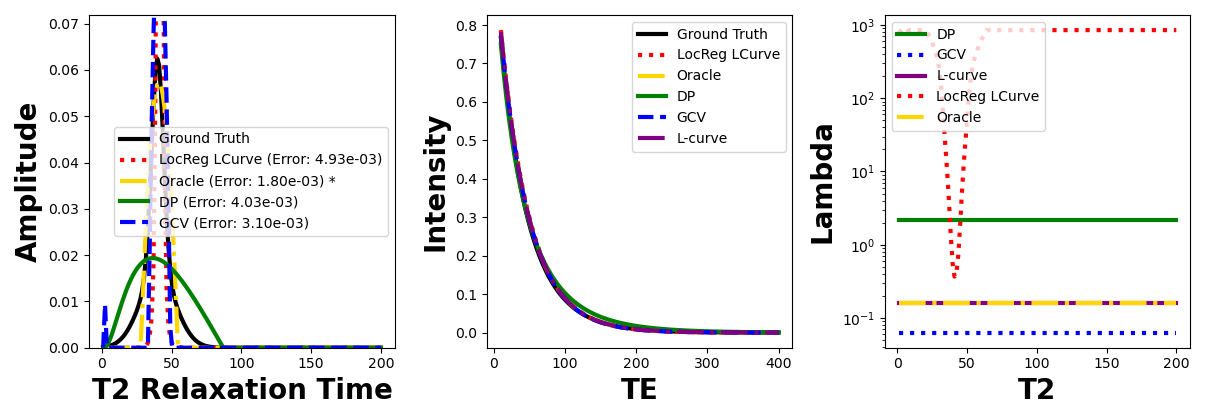 0.07
0.06
0.05
0.04
0.03
0.02
0.01
0.00
0
50
100
150
200
Amplitude
T2 Relaxation Time
Ground Truth
LocReg LCurve (Error: 4.93e-03)
Oracle (Error: 1.80e-03) *
DP (Error: 4.03e-03)
GCV (Error: 3.10e-03)
0.8
0.7
0.6
0.5
0.4
0.3
0.2
0.1
0.0
0
100
200
300
400
Intensity
TE
Ground Truth
LocReg LCurve
Oracle
DP
GCV
L-curve
10³
10²
10¹
10⁰
10⁻¹
0
50
100
150
200
Lambda
T2
DP
GCV
L-curve
LocReg LCurve
Oracle